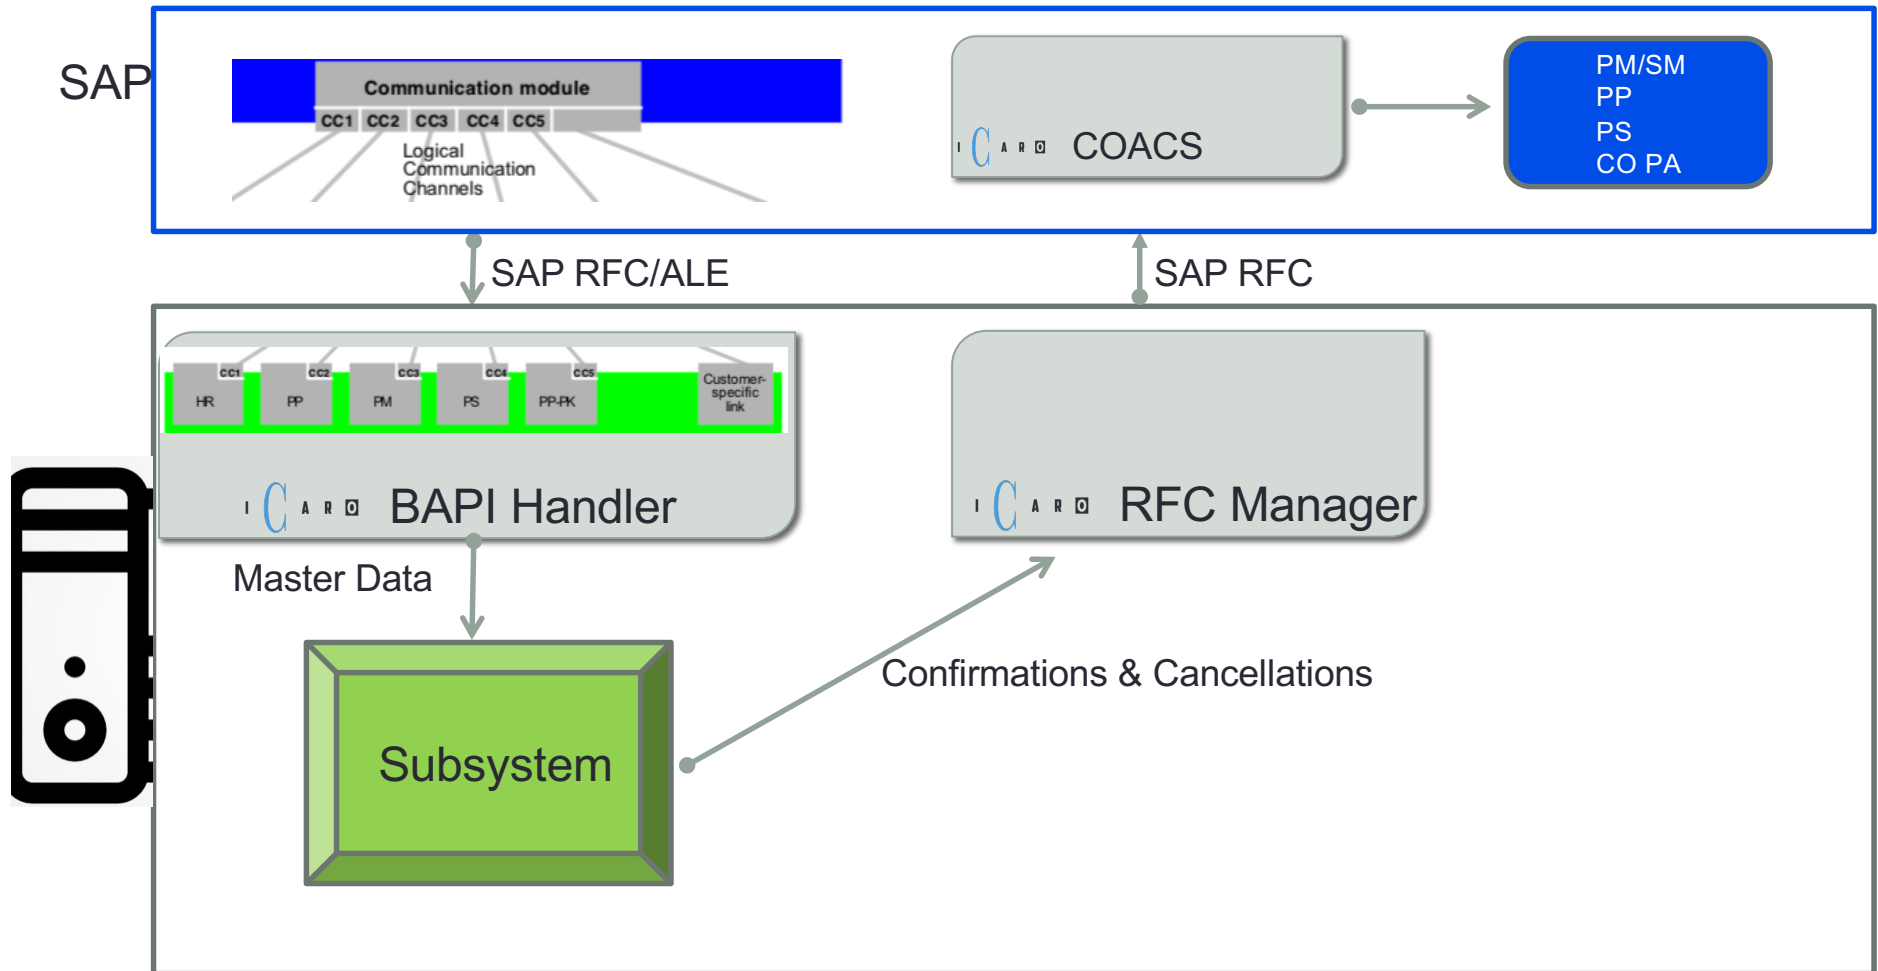 SAP
Communication module
CC1 CC2 CC3 CC4 CC5
Logical
Communication
Channels
I C A R O COACS
PM/SM
PP
PS
CO PA
SAP RFC/ALE
SAP RFC
CC1 CC2 CC3 CC4 CC5
HR PP PM PS PP-PK
Customer-
specific
link
I C A R O BAPI Handler
I C A R O RFC Manager
Master Data
Confirmations & Cancellations
Subsystem